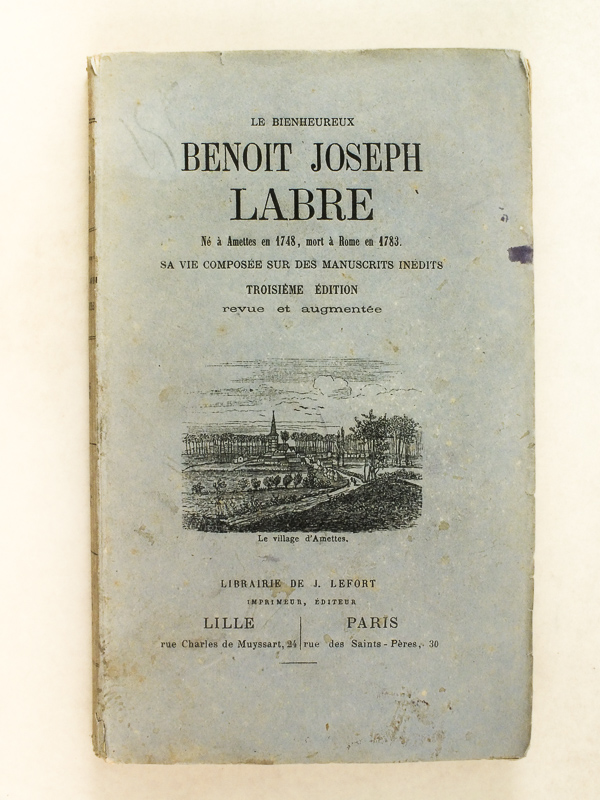 LE BIENHEUREUX
BENOIT JOSEPH
LABRE
Né à Amettes en 1748, mort à Rome en 1783.
SA VIE COMPOSÉE SUR DES MANUSCRITS INÉDITS
TROISIÈME ÉDITION
revue et augmentée
Le village d'Amettes.
LIBRAIRIE DE J. LEFORT
IMPRIMEUR, ÉDITEUR
LILLE | PARIS
rue Charles de Muyssart, 24 | rue des Saints-Pères, 30